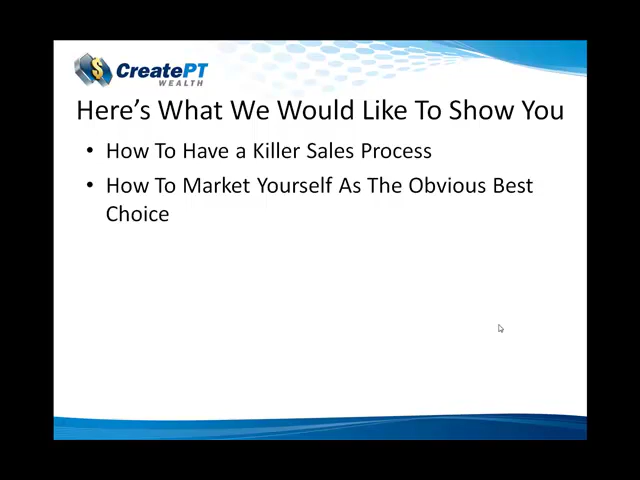 $ CreatePT
WEALTH
Here's What We Would Like To Show You
• How To Have a Killer Sales Process
• How To Market Yourself As The Obvious Best
Choice